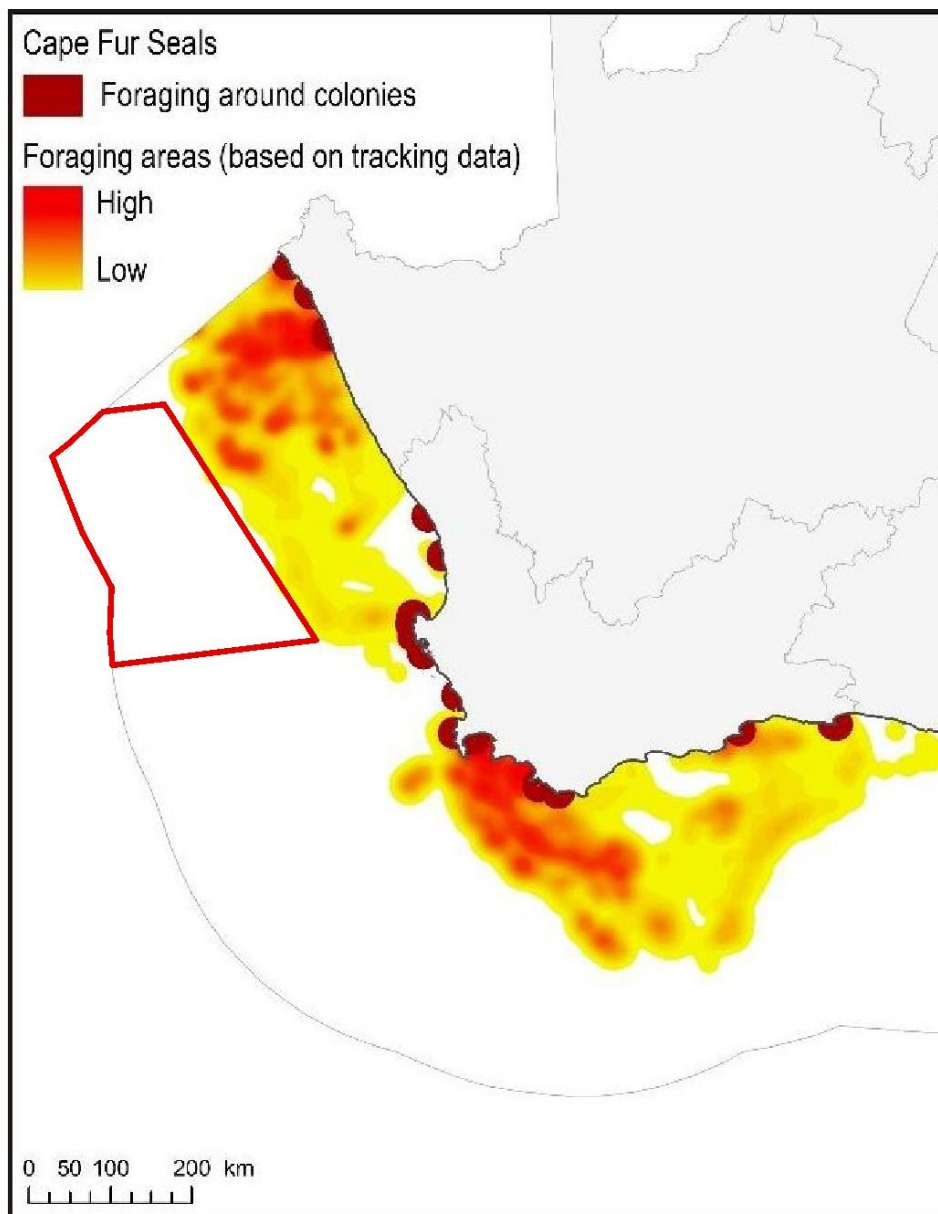 Cape Fur Seals
Foraging around colonies
Foraging areas (based on tracking data)
High
Low
0 50 100 200 km